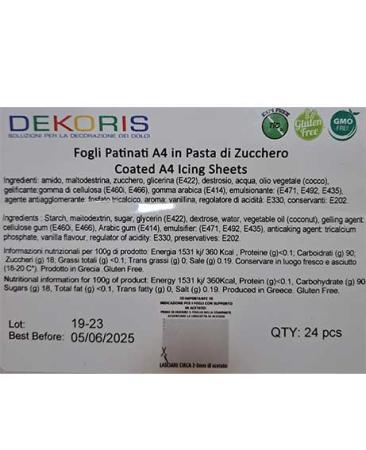 DEKORIS
SOLUZIONI PER LA DECORAZIONE DEI DOLCI
Gluten
Free
GMO
FREE
Fogli Patinati A4 in Pasta di Zucchero
Coated A4 Icing Sheets
Ingredienti: amido, maltodestrina, zucchero, glicerina (E422), destrosio, acqua, olio vegetale (cocco),
gelificante:gomma di cellulosa (E460i, E466), gomma arabica (E414), emulsionante: (E471, E492, E435),
agente antiagglomerante: fosfato tricalcico, aroma: vanillina, regolatore di acidità: E330, conservanti: E202.
Ingredients : Starch, maltodextrin, sugar, glycerin (E422), dextrose, water, vegetable oil (coconut), gelling agent:
cellulose gum (E460i, E466), Arabic gum (E414), emulsifier: (E471, E492, E435), anticaking agent: tricalcium
phosphate, vanilla flavour, regulator of acidity: E330, preservatives: E202.
Informazioni nutrizionali per 100g of prodotto: Energia 1531 kj/ 360 Kcal , Proteine (g)<0.1; Carboidrati (g) 90;
Zuccheri (g) 18; Grassi totali (g) <0.1; Trans grassi (g) 0, Sale (g) 0.19. Conservare in luogo fresco e asciutto
(18-20 C°). Prodotto in Grecia .Gluten Free.
Nutritional information for 100g of product: Energy 1531 kj/ 360Kcal, Protein (g)<0.1, Carbohydrate (g) 90
Sugars (g) 18, Total fat (g) <0.1, Trans fatty (g) 0, Salt (g) 0.19. Produced in Greece. Gluten Free.
Lot: 19-23
Best Before: 05/06/2025
QTY: 24 pcs
LASCIARE CIRCA 2-3mm di acetato